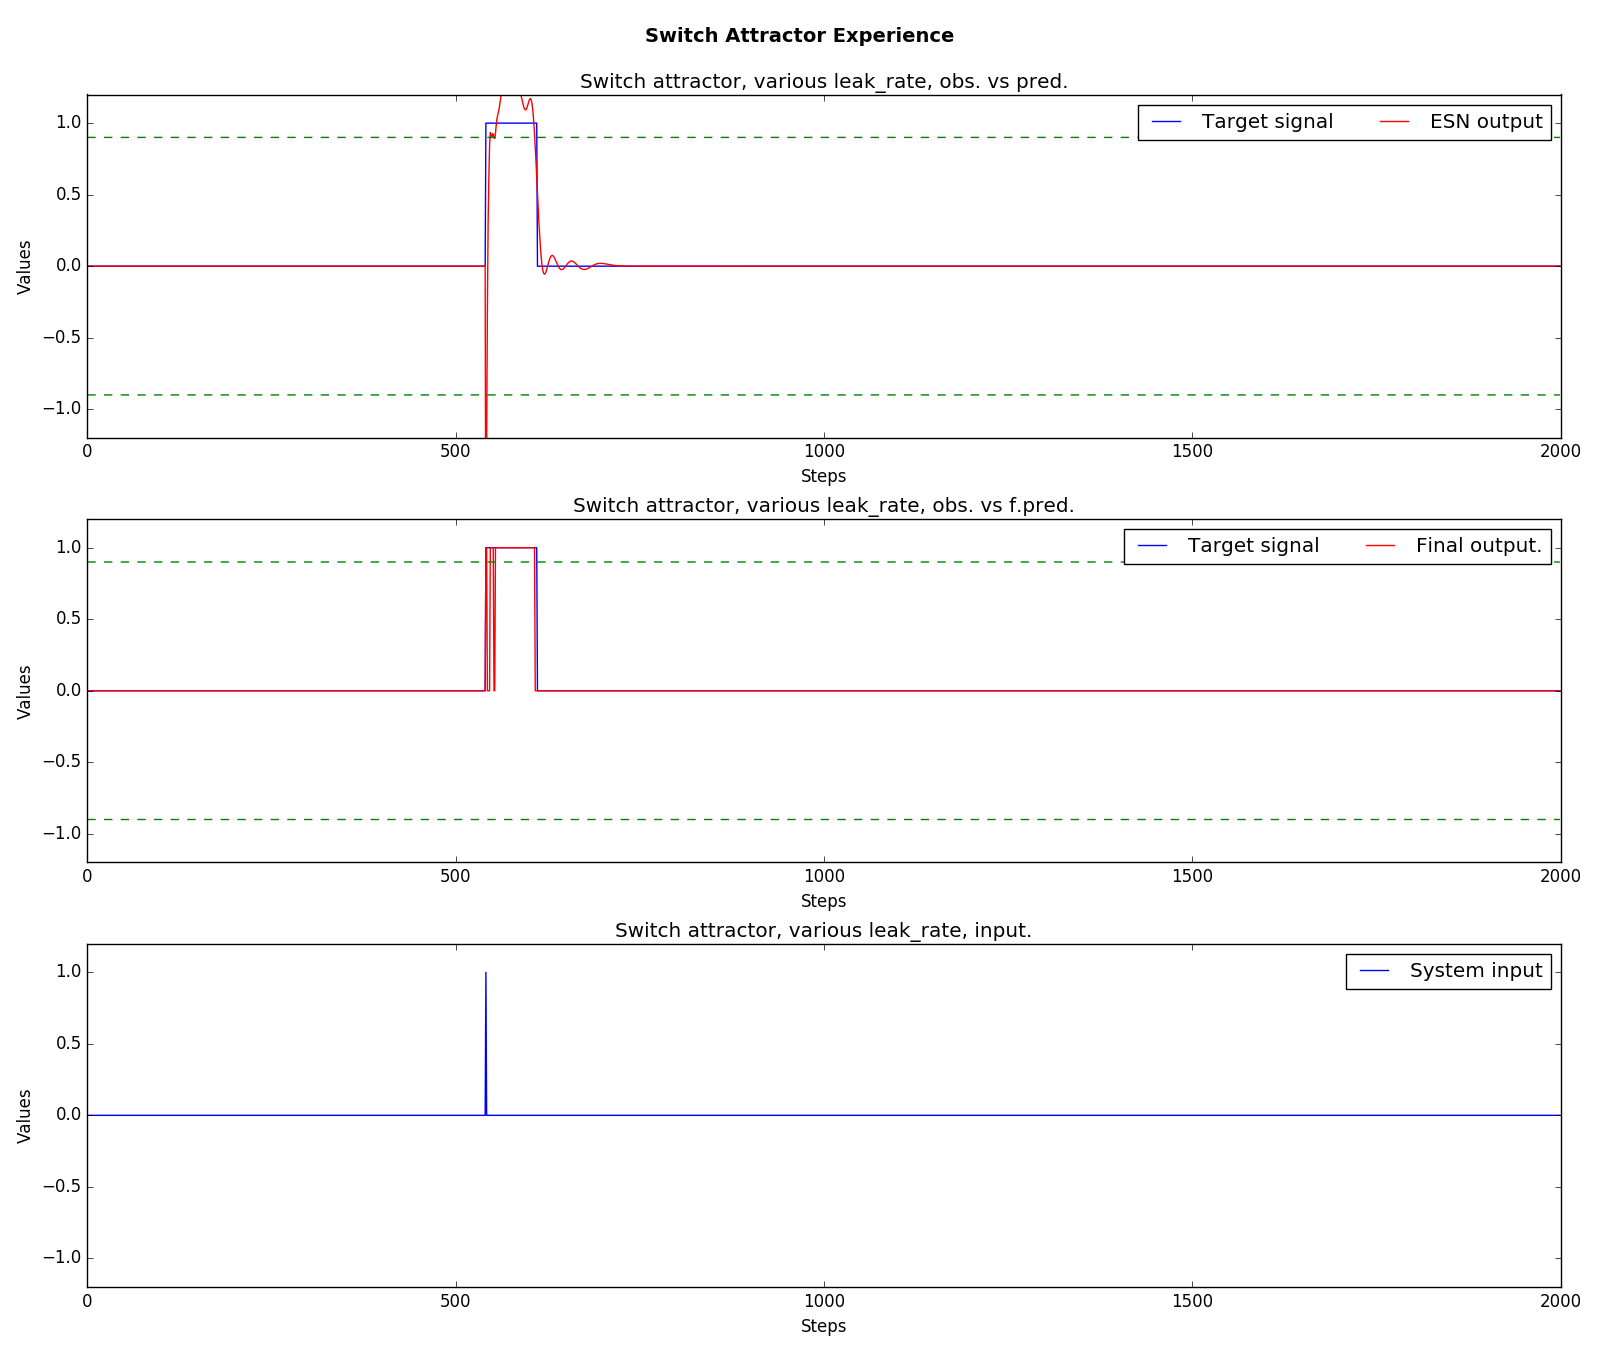 Switch Attractor Experience
Switch attractor, various leak_rate, obs. vs pred.
Target signal ESN output
1.0
0.5
0.0
−0.5
−1.0
Values
0 500 1000 1500 2000
Steps
Switch attractor, various leak_rate, obs. vs f.pred.
Target signal Final output.
1.0
0.5
0.0
−0.5
−1.0
Values
0 500 1000 1500 2000
Steps
Switch attractor, various leak_rate, input.
System input
1.0
0.5
0.0
−0.5
−1.0
Values
0 500 1000 1500 2000
Steps